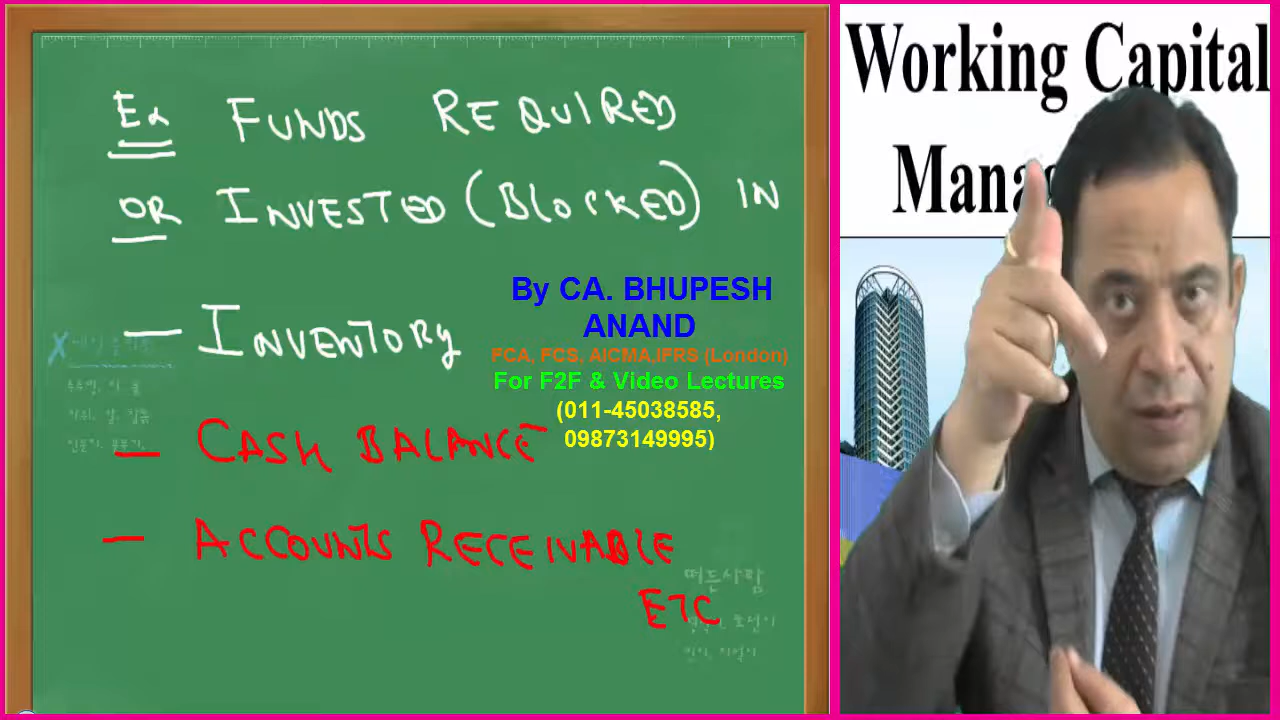 Ex FUNDS REQUIRED
OR INVESTED (BLOCKED) IN
— INVENTORY
— CASH BALANCE
— ACCOUNTS RECEIVABLE
ETC
By CA. BHUPESH
ANAND
FCA, FCS, AICMA,IFRS (London)
For F2F & Video Lectures
(011-45038585,
09873149995)
Working Capital